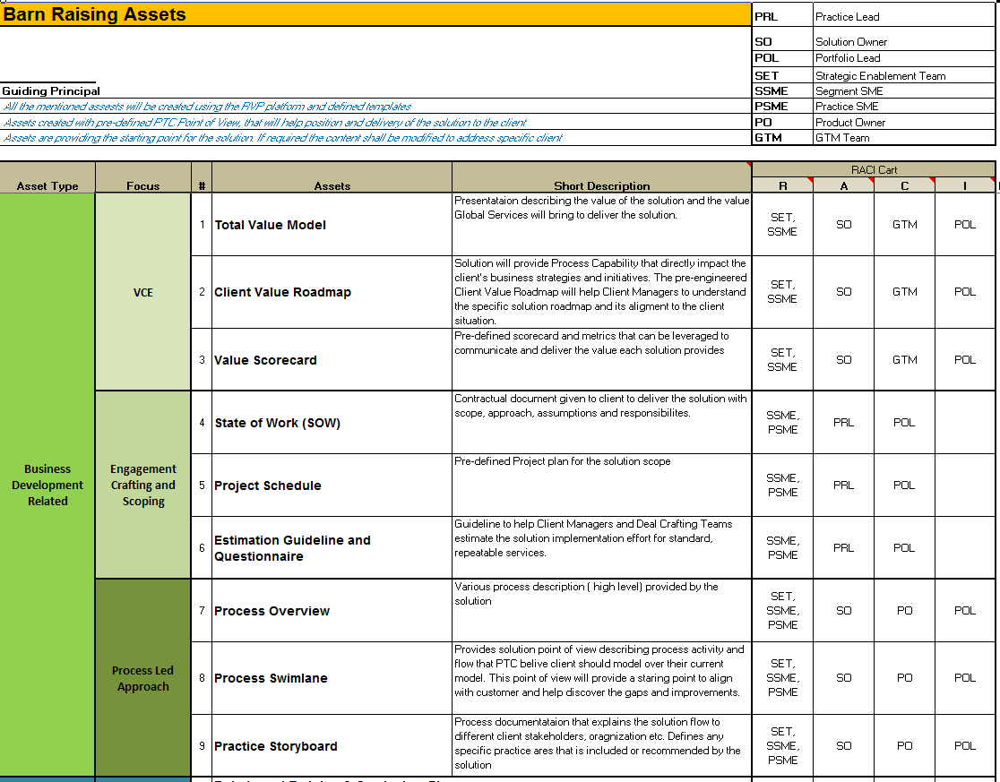 Barn Raising Assets
PRL Practice Lead
SO Solution Owner
POL Portfolio Lead
SET Strategic Enablement Team
Guiding Principal
SSME Segment SME
All the mentioned assests will be created using the RVP platform and defined templates
PSME Practice SME
Assets created with pre-defined PTC Point of View, that will help position and delivery of the solution to the client
PO Product Owner
Assets are providing the starting point for the solution. If required the content shall be modified to address specific client
GTM GTM Team
RACI Cart
Asset Type Focus # Assets Short Description R A C I
Business
Development
Related
VCE
1 Total Value Model
Presentataion describing the value of the solution and the value
Global Services will bring to deliver the solution.
SET,
SSME
SO GTM POL
2 Client Value Roadmap
Solution will provide Process Capability that directly impact the
client's business strategies and initiatives. The pre-engineered
Client Value Roadmap will help Client Managers to understand
the specific solution roadmap and its aligment to the client
situation.
SET,
SSME
SO GTM POL
3 Value Scorecard
Pre-defined scorecard and metrics that can be leveraged to
communicate and deliver the value each solution provides
SET,
SSME
SO GTM POL
Engagement
Crafting and
Scoping
4 State of Work (SOW)
Contractual document given to client to deliver the solution with
scope, approach, assumptions and responsibilites.
SSME,
PSME
PRL POL
5 Project Schedule
Pre-defined Project plan for the solution scope
SSME,
PSME
PRL POL
6 Estimation Guideline and
Questionnaire
Guideline to help Client Managers and Deal Crafting Teams
estimate the solution implementation effort for standard,
repeatable services.
SSME,
PSME
PRL POL
Process Led
Approach
7 Process Overview
Various process description ( high level) provided by the
solution
SET,
SSME,
PSME
SO PO POL
8 Process Swimlane
Provides solution point of view describing process activity and
flow that PTC belive client should model over their current
model. This point of view will provide a staring point to align
with customer and help discover the gaps and improvements.
SET,
SSME,
PSME
SO PO POL
9 Practice Storyboard
Process documentataion that explains the solution flow to
different client stakeholders, oragnization etc. Defines any
specific practice ares that is included or recommended by the
solution
SET,
SSME,
PSME
SO PO POL